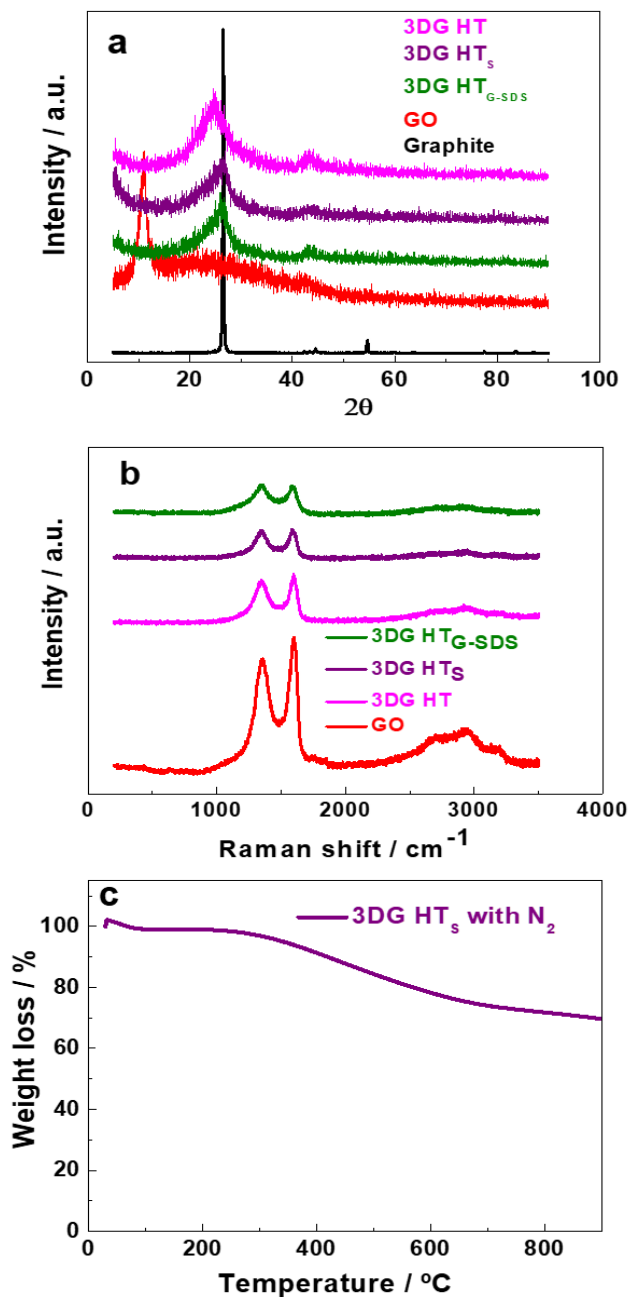 a
3DG HT
3DG HTs
3DG HTG-SDS
GO
Graphite
Intensity / a.u.
0 20 40 60 80 100
2θ
b
Intensity / a.u.
3DG HTG-SDS
3DG HTS
3DG HT
GO
0 1000 2000 3000 4000
Raman shift / cm-1
c
3DG HTs with N2
Weight loss / %
100
80
60
40
20
0
0 200 400 600 800
Temperature / ºC